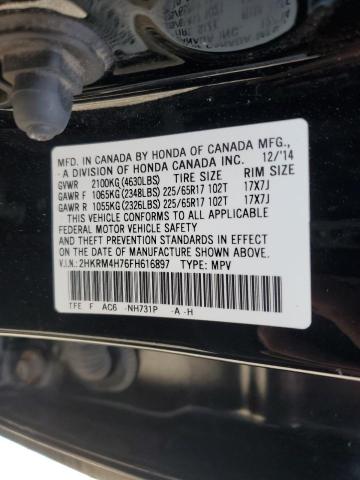 MFD. IN CANADA BY HONDA OF CANADA MFG.,
- A DIVISION OF HONDA CANADA INC. 12/'14
GVWR 2100KG(4630LBS) TIRE SIZE RIM SIZE
GAWR F 1065KG(2348LBS) 225/65R17 102T 17X7J
GAWR R 1055KG(2326LBS) 225/65R17 102T 17X7J
THIS VEHICLE CONFORMS TO ALL APPLICABLE
FEDERAL MOTOR VEHICLE SAFETY
AND THEFT PREVENTION STANDARDS IN EFFECT
ON THE DATE OF MANUFACTURE SHOWN ABOVE.
V.I.N.: 2HKRM4H76FH616897 TYPE: MPV
TFE F AC6 -NH731P -A -H